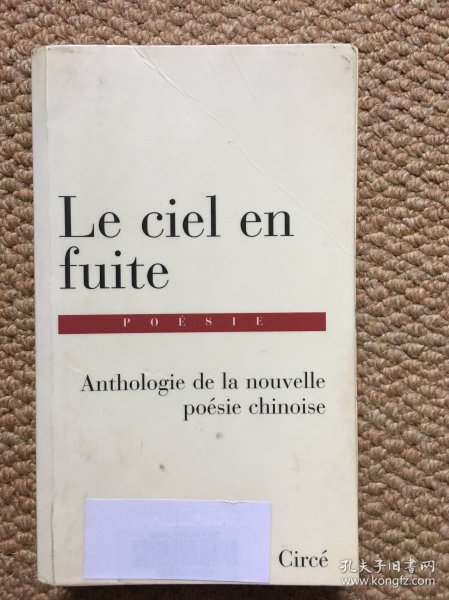 Le ciel en
fuite
POÉSIE
Anthologie de la nouvelle
poésie chinoise
Circé
孔夫子旧书网
www.kongfz.com